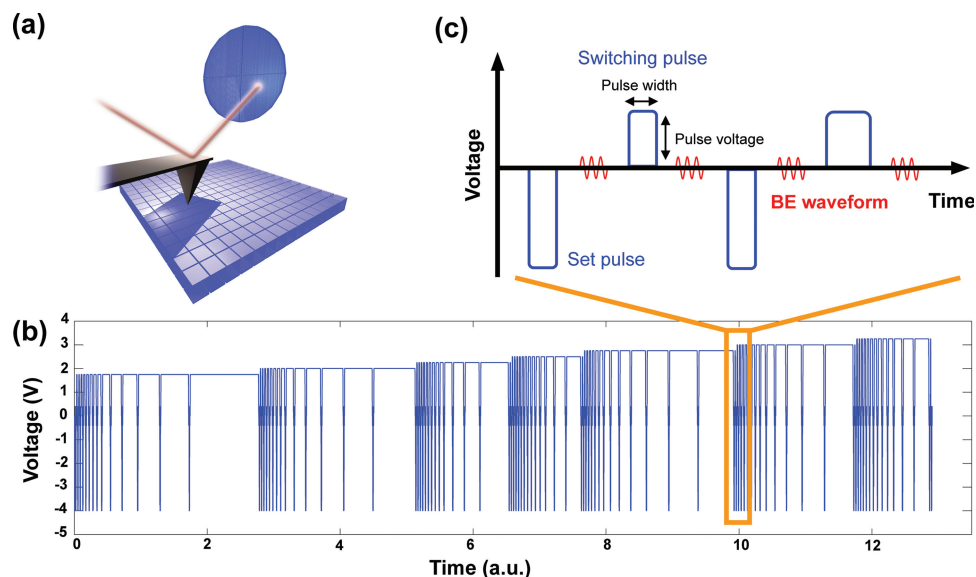 (a)
(c)
Switching pulse
Pulse width
Pulse voltage
Voltage
BE waveform
Time
Set pulse
(b)
4
3
2
1
0
-1
-2
-3
-4
-5
Voltage (V)
0 2 4 6 8 10 12
Time (a.u.)